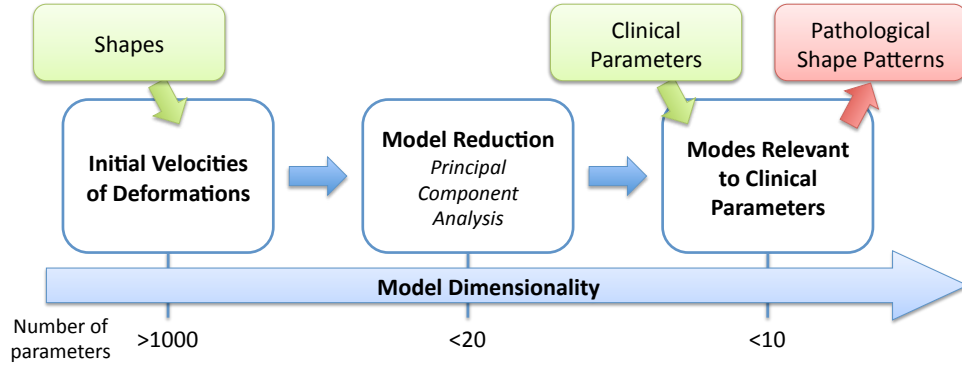 Shapes
Clinical
Parameters
Pathological
Shape Patterns
Initial Velocities
of Deformations
Model Reduction
Principal
Component
Analysis
Modes Relevant
to Clinical
Parameters
Model Dimensionality
Number of
parameters
>1000
<20
<10